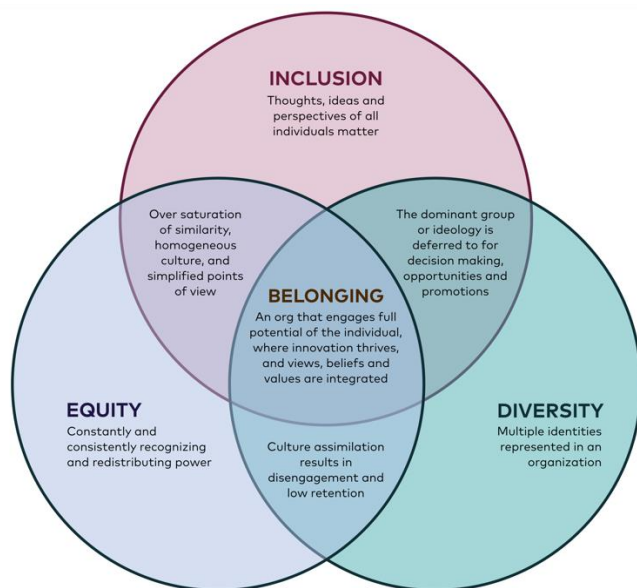 INCLUSION
Thoughts, ideas and
perspectives of all
individuals matter
Over saturation
of similarity,
homogeneous
culture, and
simplified points
of view
The dominant group
or ideology is
deferred to for
decision making,
opportunities and
promotions
BELONGING
An org that engages full
potential of the individual,
where innovation thrives,
and views, beliefs and
values are integrated
EQUITY
Constantly and
consistently recognizing
and redistributing power
DIVERSITY
Multiple identities
represented in an
organization
Culture assimilation
results in
disengagement and
low retention